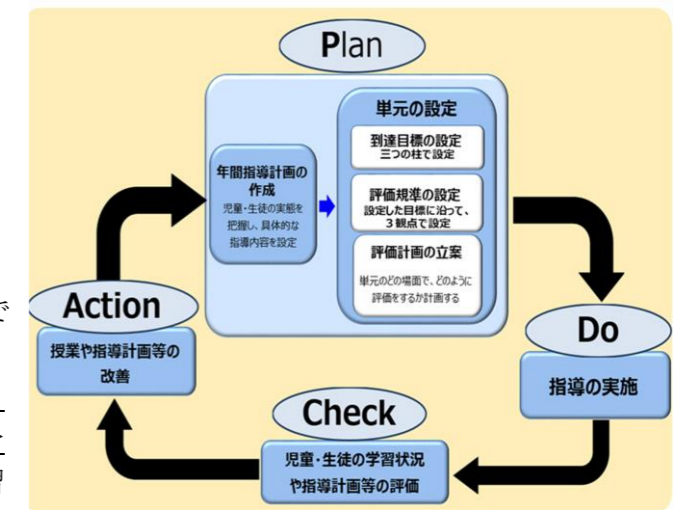 Plan
単元の設定
到達目標の設定
三つの柱で設定
年間指導計画の
作成
児童・生徒の実態を
把握し、具体的な
指導内容を設定
評価規準の設定
設定した目標に沿って、
３観点で設定
評価計画の立案
単元のどの場面で、どのように
評価をするか計画する
Do
指導の実施
Check
児童・生徒の学習状況
や指導計画等の評価
Action
授業や指導計画等の
改善
で